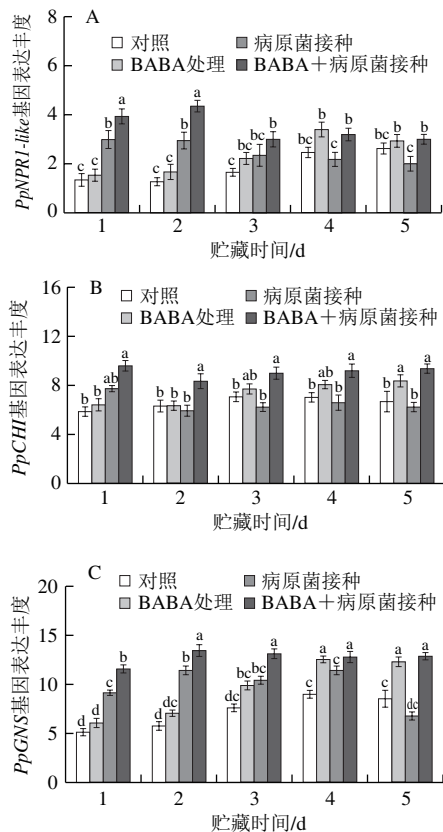 A
对照 病原菌接种
BABA处理 BABA＋病原菌接种
PpNPR1-like基因表达丰度
8
6
4
2
0
c c b a
c c b a
c bc bc b
bc b c b
bc b c b
1 2 3 4 5
贮藏时间/d
B
对照 病原菌接种
BABA处理 BABA＋病原菌接种
PpCHI基因表达丰度
16
12
8
4
0
b b ab a
b b b a
b ab b a
b ab b a
b a b a
1 2 3 4 5
贮藏时间/d
C
对照 病原菌接种
BABA处理 BABA＋病原菌接种
PpGNS基因表达丰度
20
15
10
5
0
d d c b
d dc b a
dc bc bc a
c a c a
c a dc a
1 2 3 4 5
贮藏时间/d